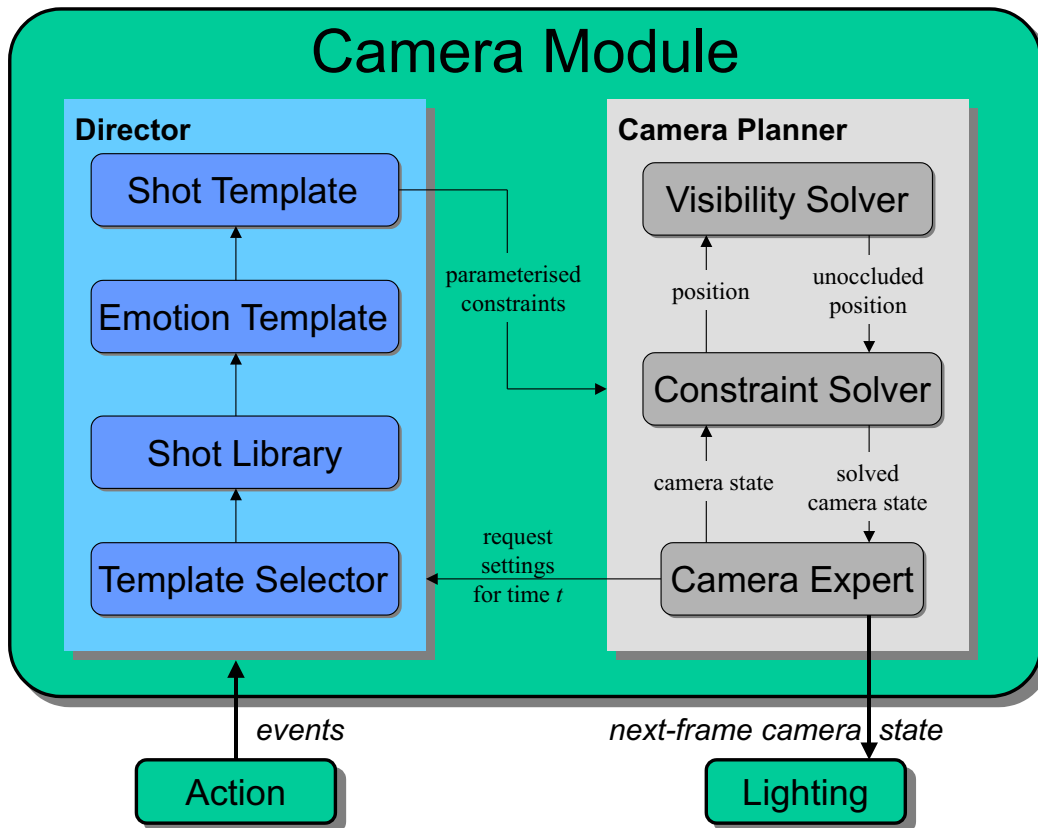 Camera Module
Director
Shot Template
Emotion Template
Shot Library
Template Selector
parameterised
constraints
request
settings
for time t
Camera Planner
Visibility Solver
position
unoccluded
position
Constraint Solver
camera state
solved
camera state
Camera Expert
events
next-frame camera state
Action
Lighting